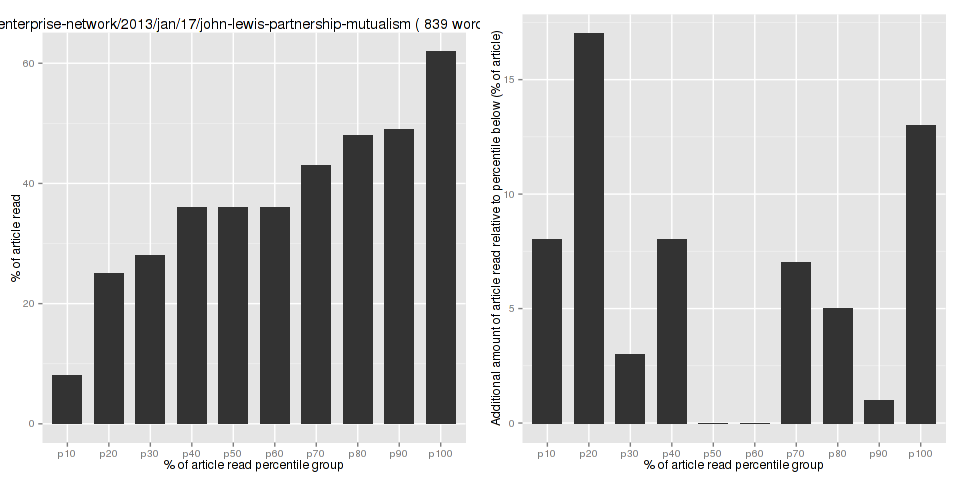 enterprise-network/2013/jan/17/john-lewis-partnership-mutualism ( 839
% of article read
60
40
20
0
p10 p20 p30 p40 p50 p60 p70 p80 p90 p100
% of article read percentile group
Additional amount of article read relative to percentile below (% of article)
15
10
5
0
p10 p20 p30 p40 p50 p60 p70 p80 p90 p100
% of article read percentile group